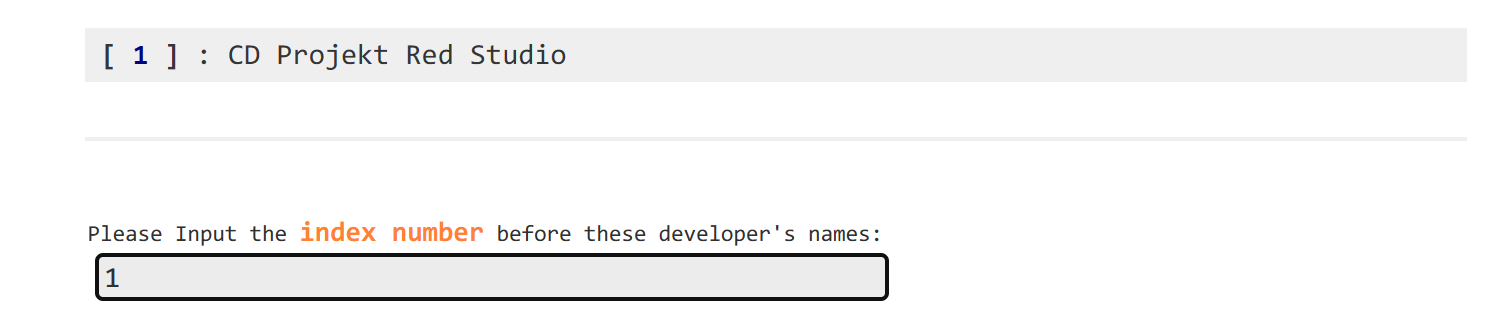 [ 1 ] : CD Projekt Red Studio
Please Input the index number before these developer's names:
1